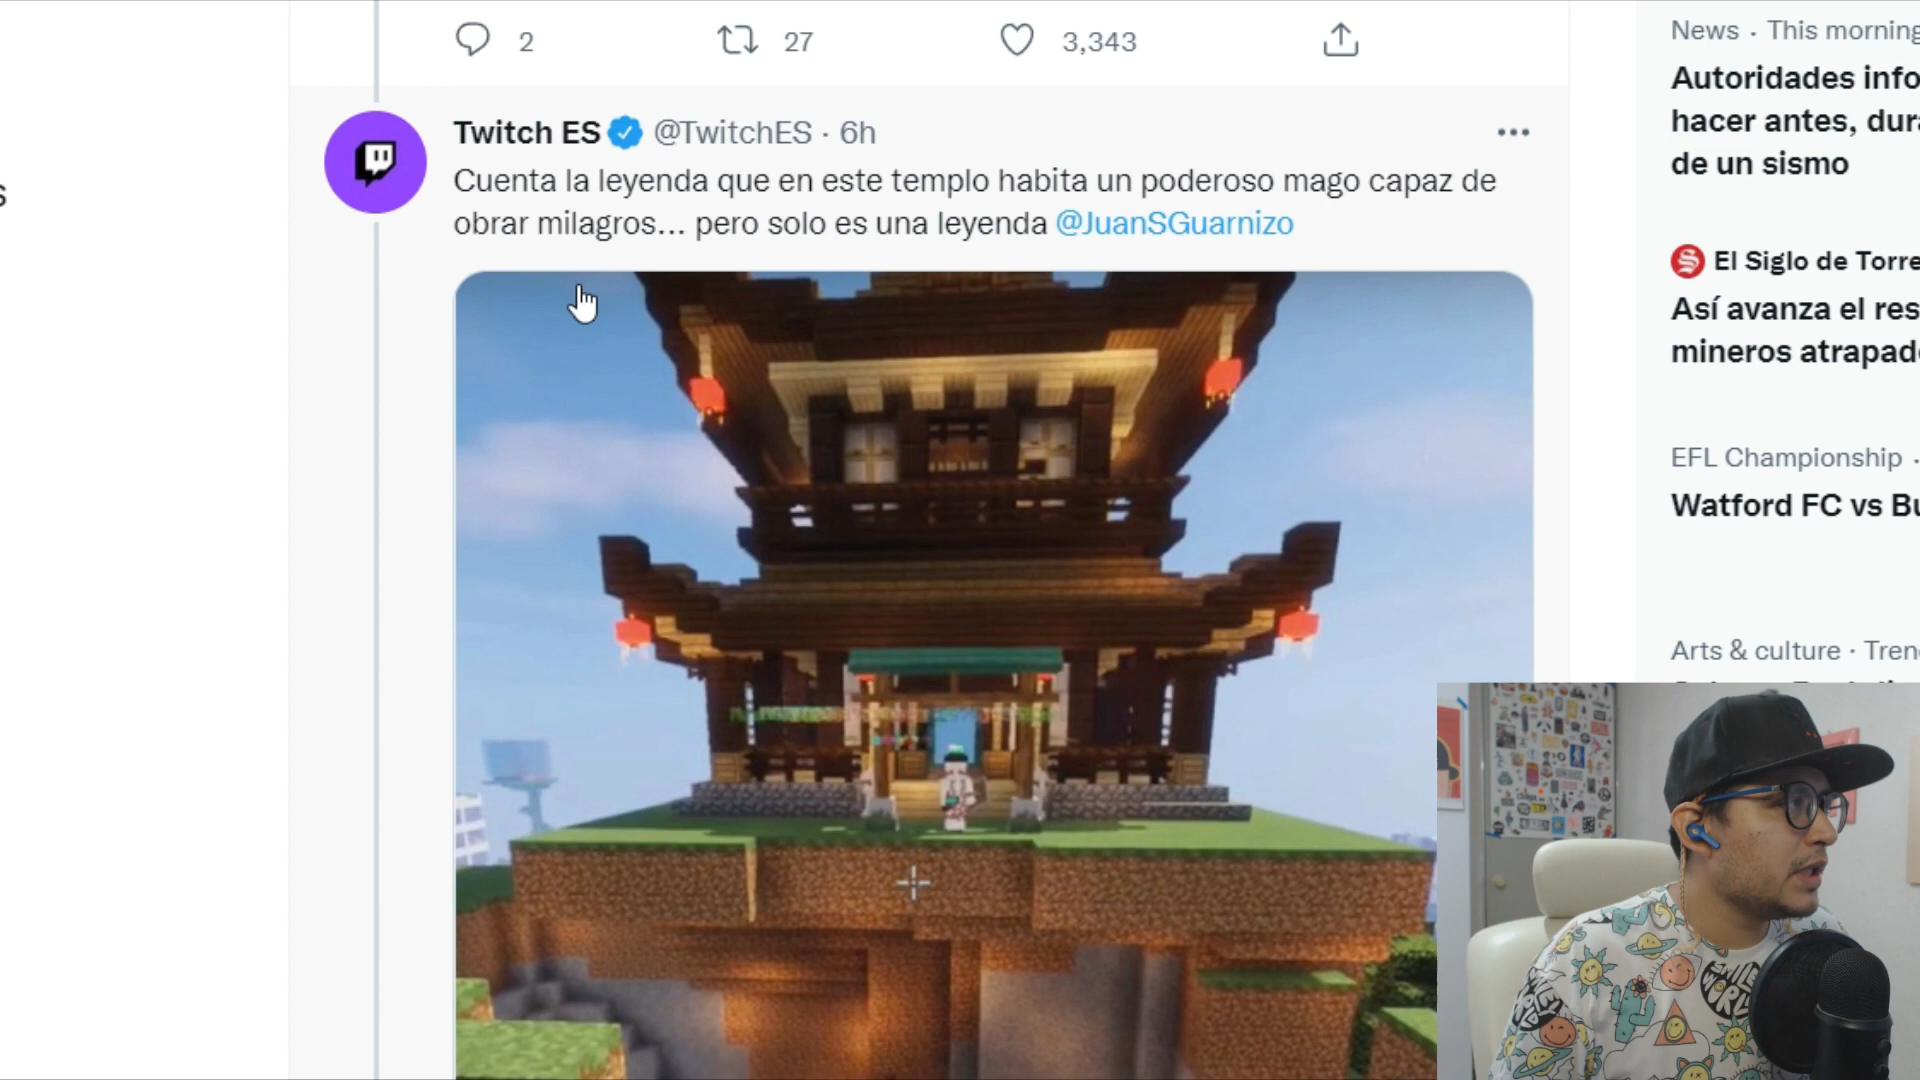 2
27
3,343
Twitch ES @TwitchES · 6h
Cuenta la leyenda que en este templo habita un poderoso mago capaz de
obrar milagros... pero solo es una leyenda @JuanSGuarnizo
News · This morning
Autoridades info
hacer antes, dura
de un sismo
El Siglo de Torre
Así avanza el res
mineros atrapado
EFL Championship ·
Watford FC vs Bu
Arts & culture · Tren